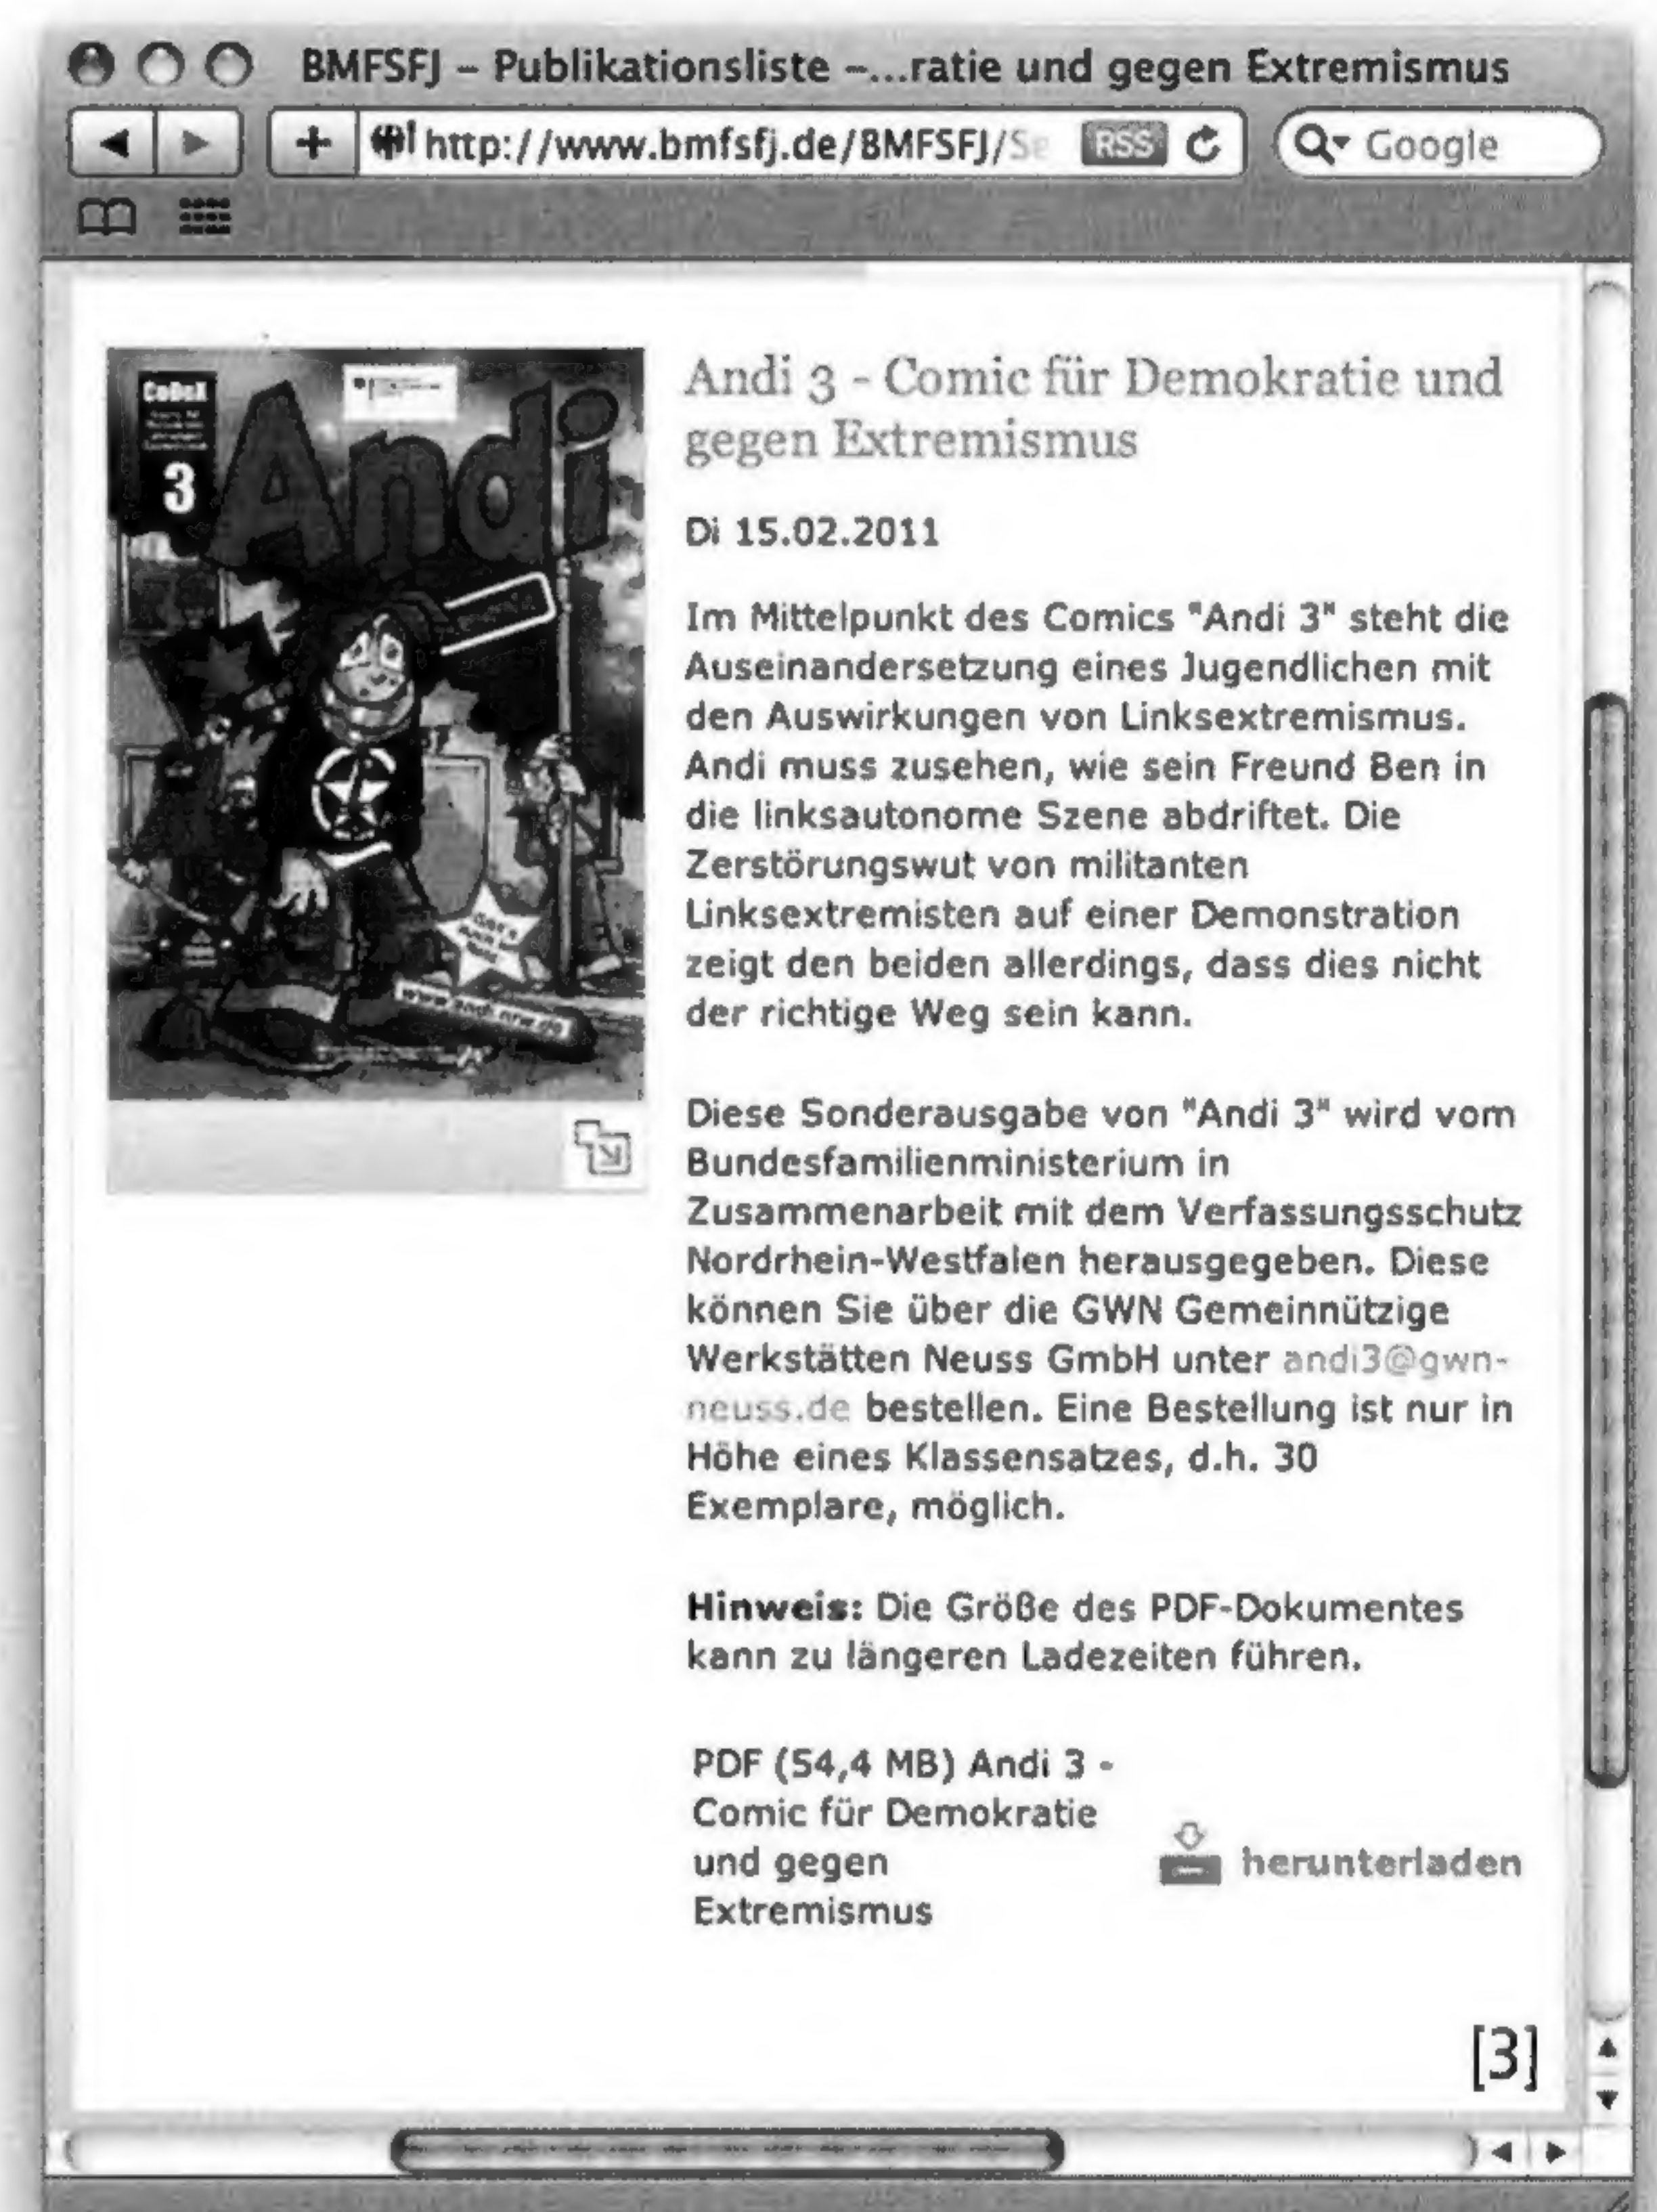 BMFSFJ – Publikationsliste –...ratie und gegen Extremismus
http://www.bmfsfj.de/BMFSFJ/Se RSS Google
CoDeX
3
Andi
www.andi.nrw.de
Andi 3 - Comic für Demokratie und
gegen Extremismus
Di 15.02.2011
Im Mittelpunkt des Comics "Andi 3" steht die
Auseinandersetzung eines Jugendlichen mit
den Auswirkungen von Linksextremismus.
Andi muss zusehen, wie sein Freund Ben in
die linksautonome Szene abdriftet. Die
Zerstörungswut von militanten
Linksextremisten auf einer Demonstration
zeigt den beiden allerdings, dass dies nicht
der richtige Weg sein kann.
Diese Sonderausgabe von "Andi 3" wird vom
Bundesfamilienministerium in
Zusammenarbeit mit dem Verfassungsschutz
Nordrhein-Westfalen herausgegeben. Diese
können Sie über die GWN Gemeinnützige
Werkstätten Neuss GmbH unter andi3@gwn-
neuss.de bestellen. Eine Bestellung ist nur in
Höhe eines Klassensatzes, d.h. 30
Exemplare, möglich.
Hinweis: Die Größe des PDF-Dokumentes
kann zu längeren Ladezeiten führen.
PDF (54,4 MB) Andi 3 -
Comic für Demokratie
und gegen
Extremismus
herunterladen
[3]